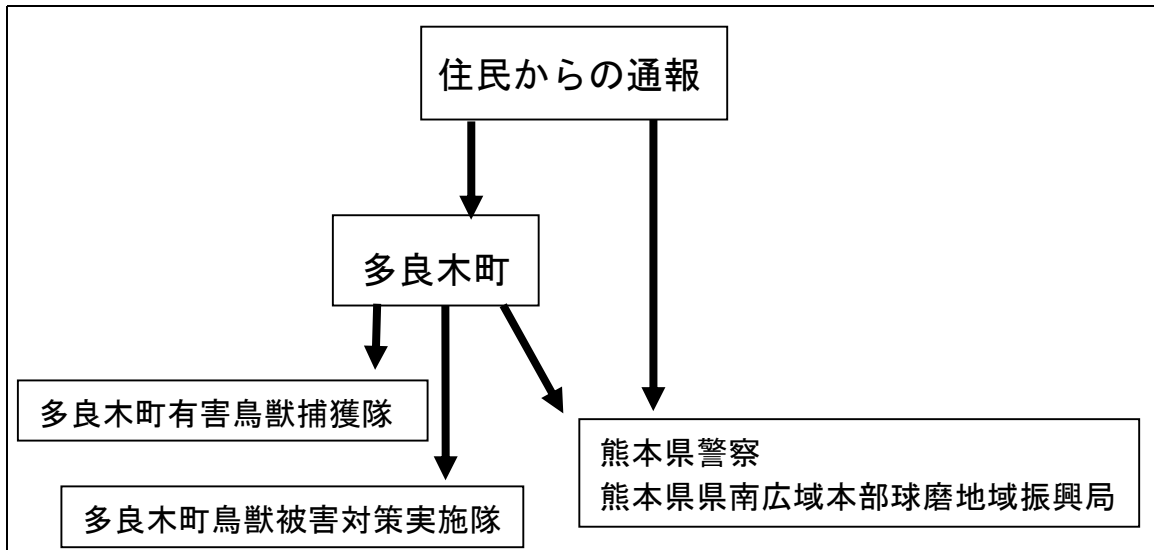 住民からの通報
多良木町
多良木町有害鳥獣捕獲隊
熊本県警察
熊本県県南広域本部球磨地域振興局
多良木町鳥獣被害対策実施隊